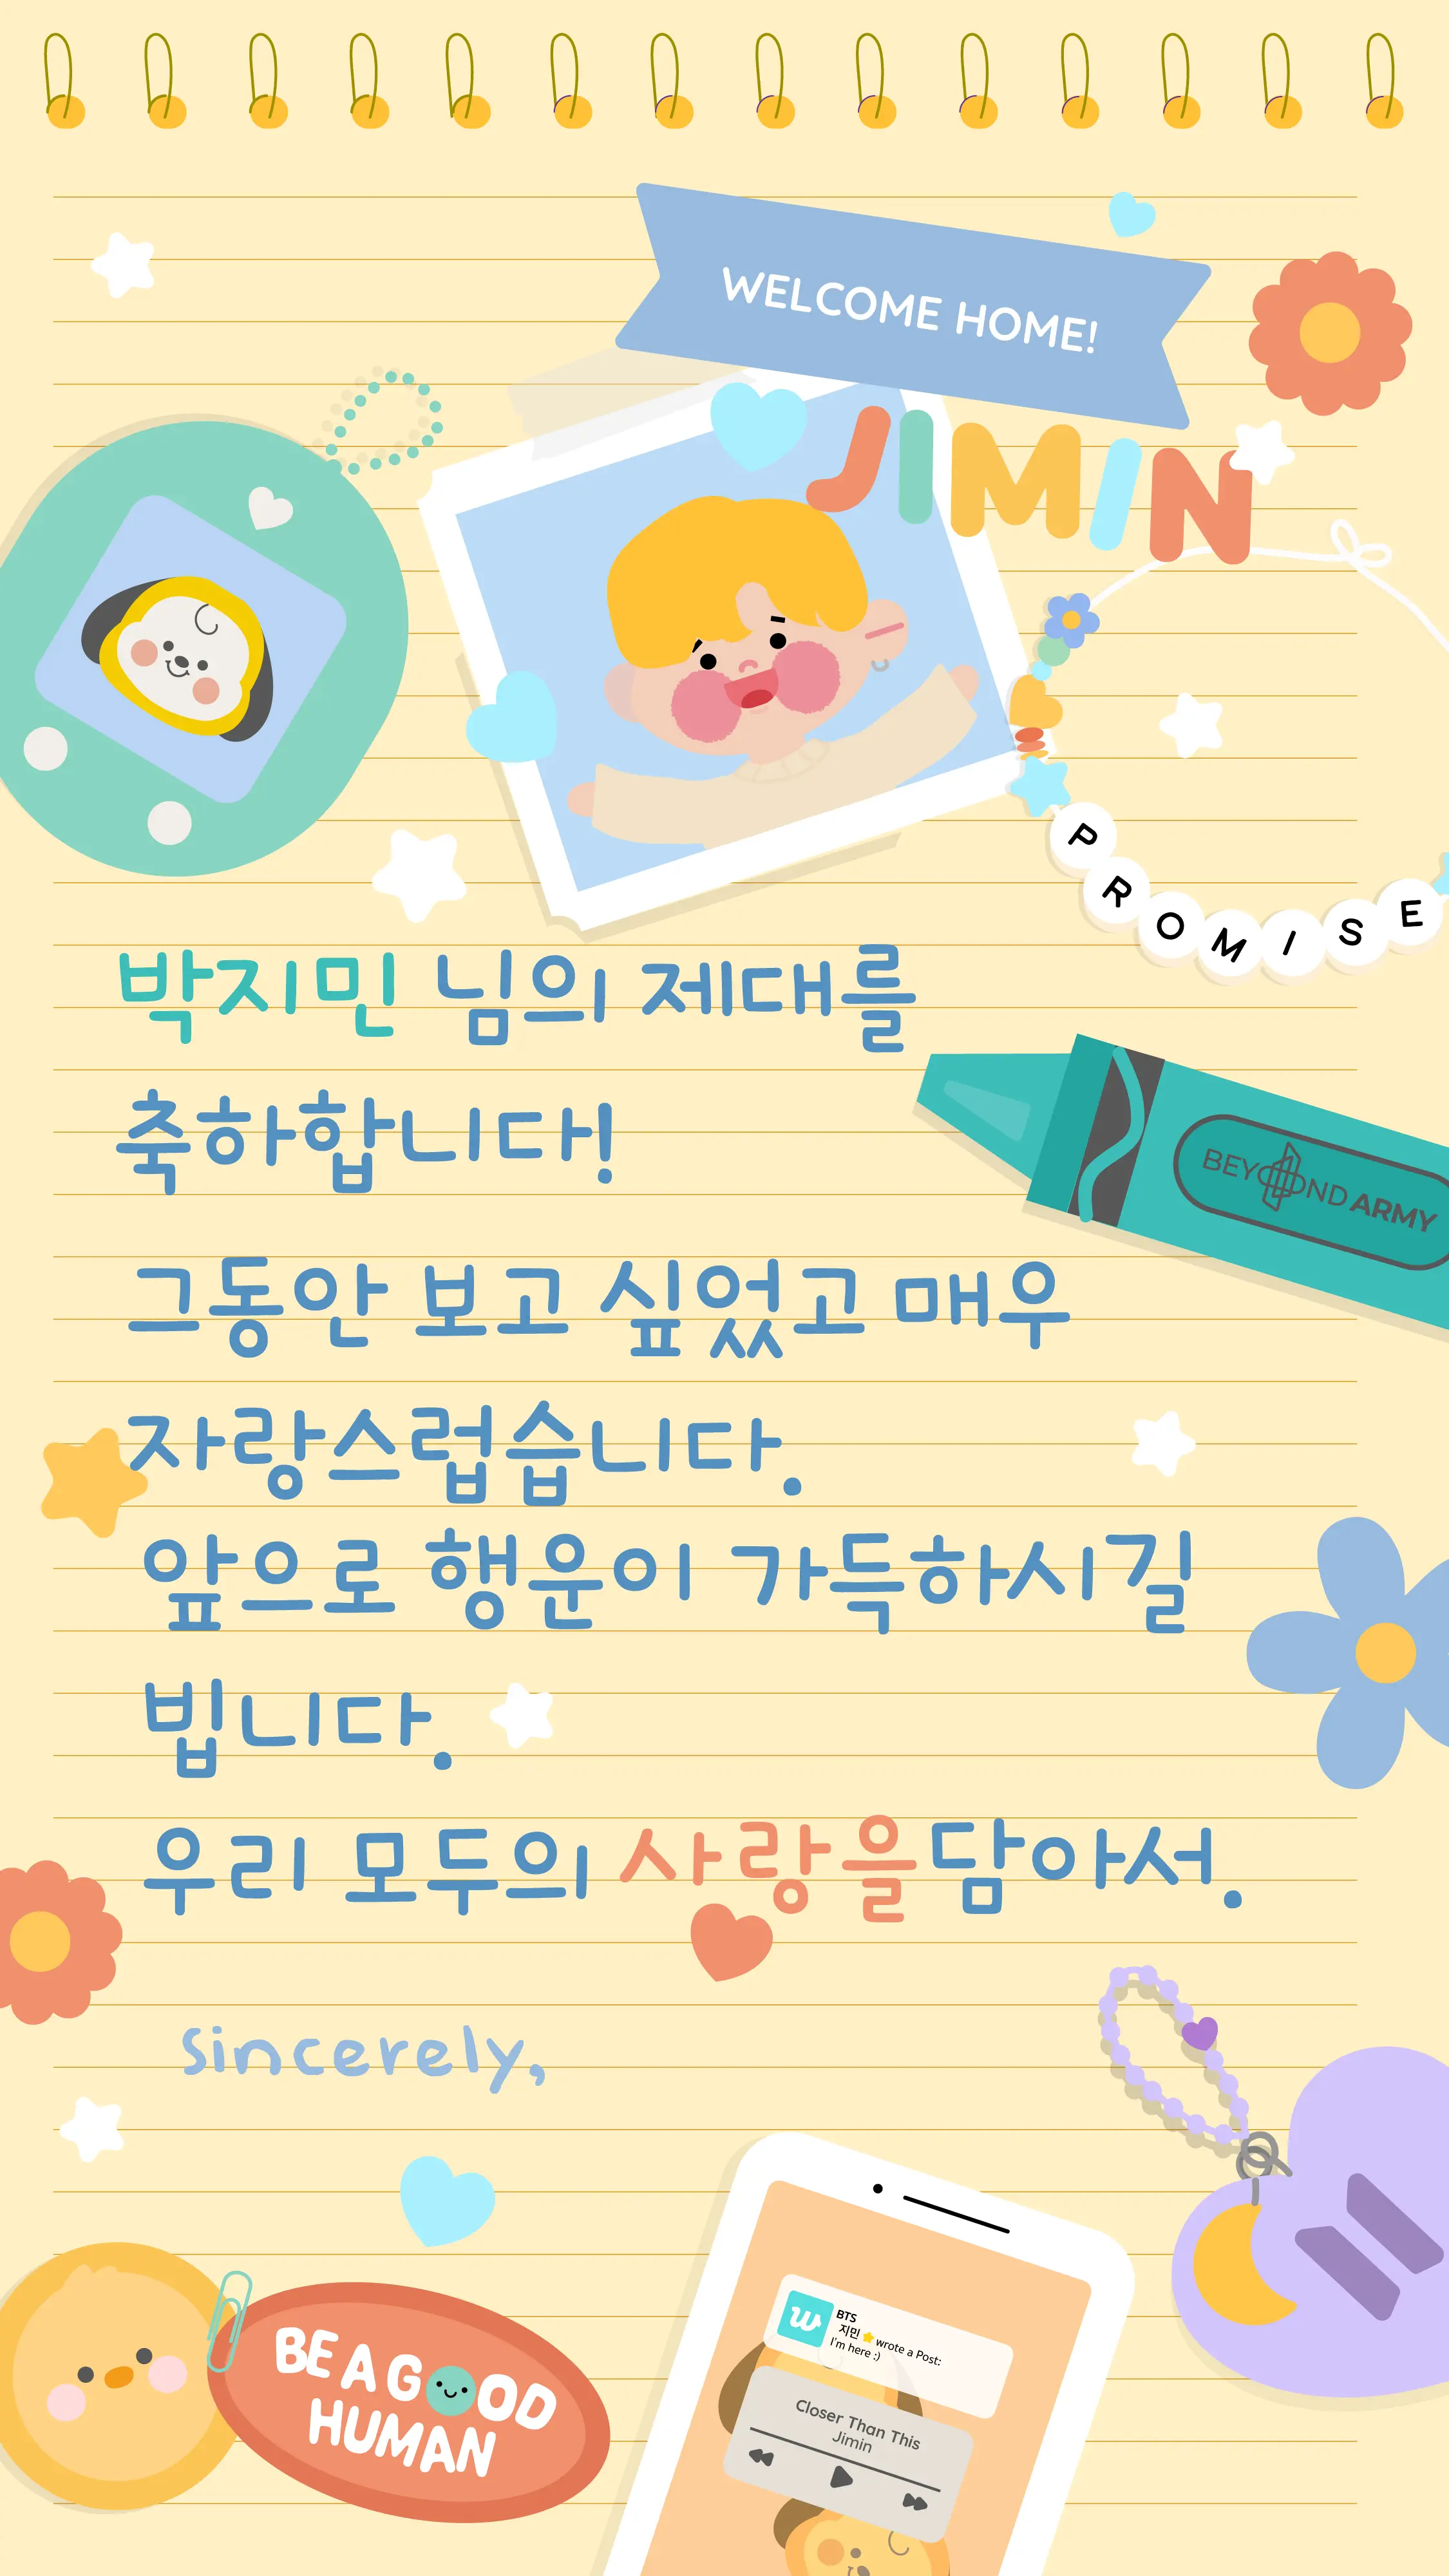 WELCOME HOME!
JIMIN
PROMISE
박지민 님의 제대를
축하합니다!
BEYOND ARMY
그동안 보고 싶었고 매우
자랑스럽습니다.
앞으로 행운이 가득하시길
빕니다.
우리 모두의 사랑을담아서.
sincerely,
BE A GOOD
HUMAN
w
BTS
지민 ⭐ wrote a Post:
I'm here :)
Closer Than This
Jimin